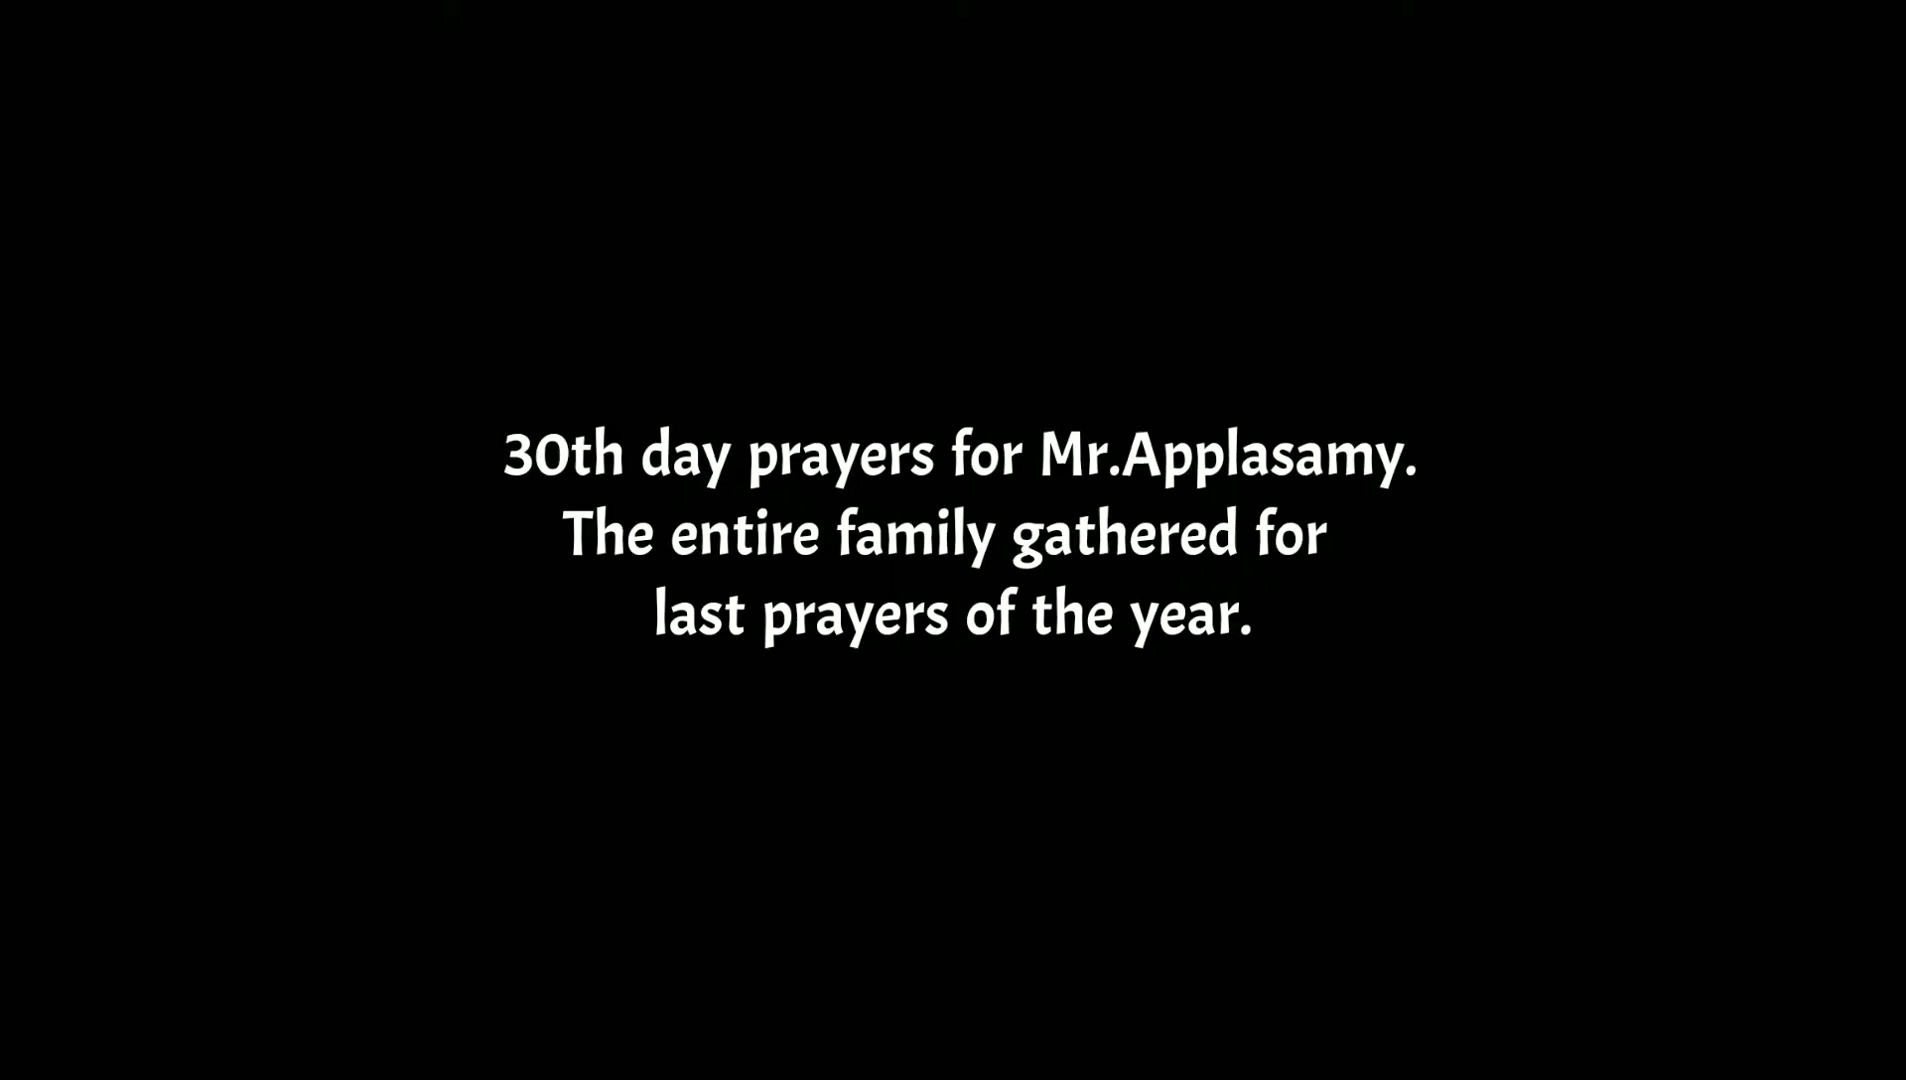 30th day prayers for Mr.Applasamy.
The entire family gathered for
last prayers of the year.